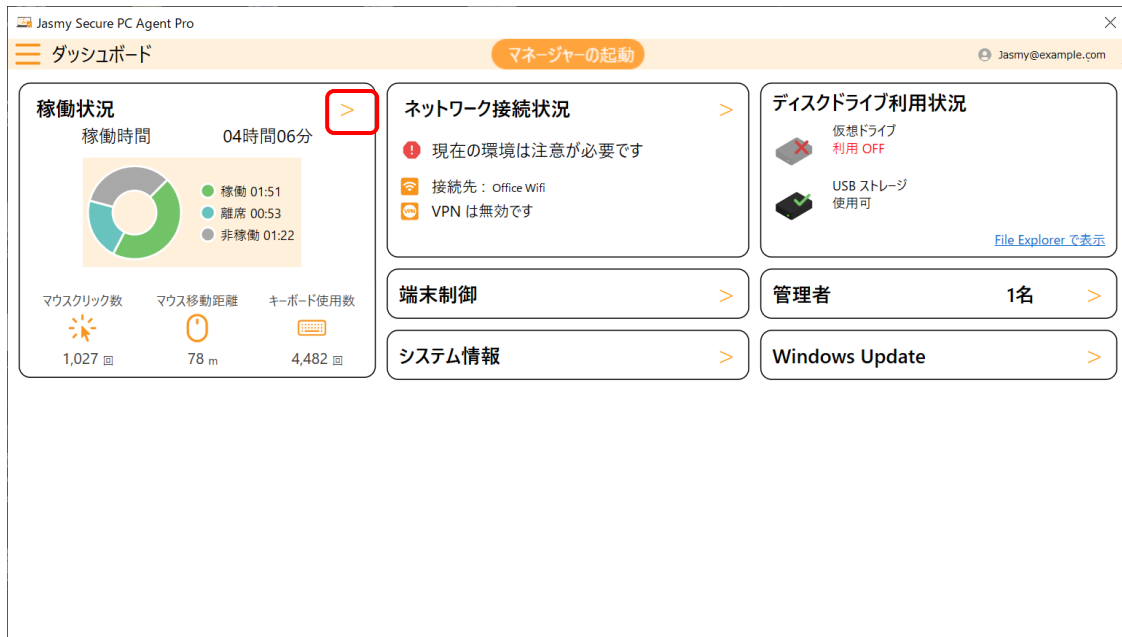 Jasmy Secure PC Agent Pro
ダッシュボード
マネージャーの起動
Jasmy@example.com
稼働状況 >
稼働時間 04時間06分
稼働 01:51
離席 00:53
非稼働 01:22
マウスクリック数 マウス移動距離 キーボード使用数
1,027 回 78 m 4,482 回
ネットワーク接続状況 >
現在の環境は注意が必要です
接続先 : Office Wifi
VPN VPN は無効です
ディスクドライブ利用状況
仮想ドライブ
利用 OFF
USB ストレージ
使用可
File Explorer で表示
端末制御 >
管理者 1名 >
システム情報 >
Windows Update >